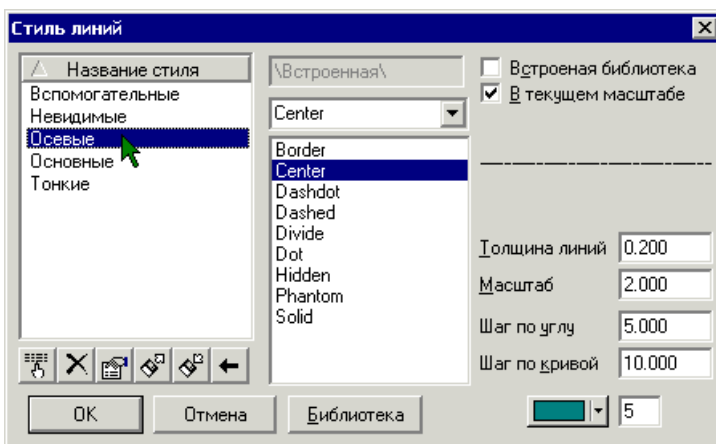 Стиль линий
Название стиля
Вспомогательные
Невидимые
Осевые
Основные
Тонкие
\Встроенная\
Center
Border
Center
Dashdot
Dashed
Divide
Dot
Hidden
Phantom
Solid
Встроеная библиотека
В текущем масштабе
Толщина линий 0.200
Масштаб 2.000
Шаг по углу 5.000
Шаг по кривой 10.000
OK Отмена Библиотека 5